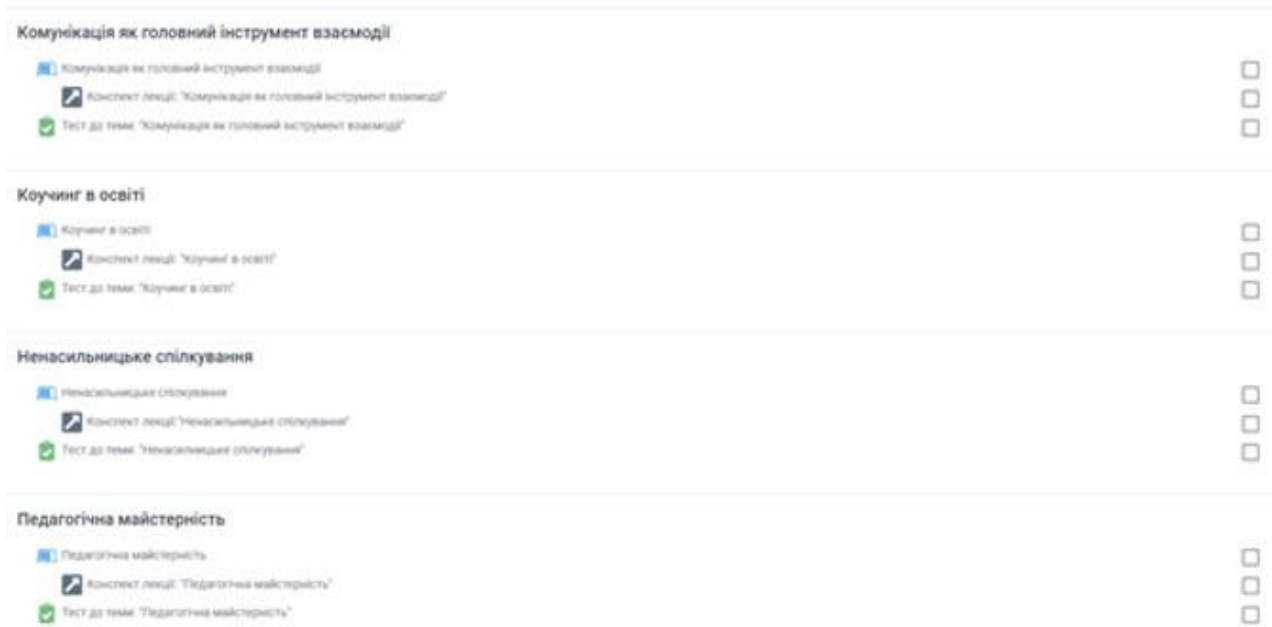 Комунікація як головний інструмент взаємодії
Комунікація як головний інструмент взаємодії
Конспект лекції: "Комунікація як головний інструмент взаємодії"
Тест до теми: "Комунікація як головний інструмент взаємодії"
Коучинг в освіті
Коучинг в освіті
Конспект лекції: "Коучинг в освіті"
Тест до теми: "Коучинг в освіті"
Ненасильницьке спілкування
Ненасильницьке спілкування
Конспект лекції:"Ненасильницьке спілкування"
Тест до теми: "Ненасилницьке спілкування"
Педагогічна майстерність
Педагогічна майстерність
Конспект лекції: "Педагогічна майстерність"
Тест до теми: "Педагогічна майстерність"